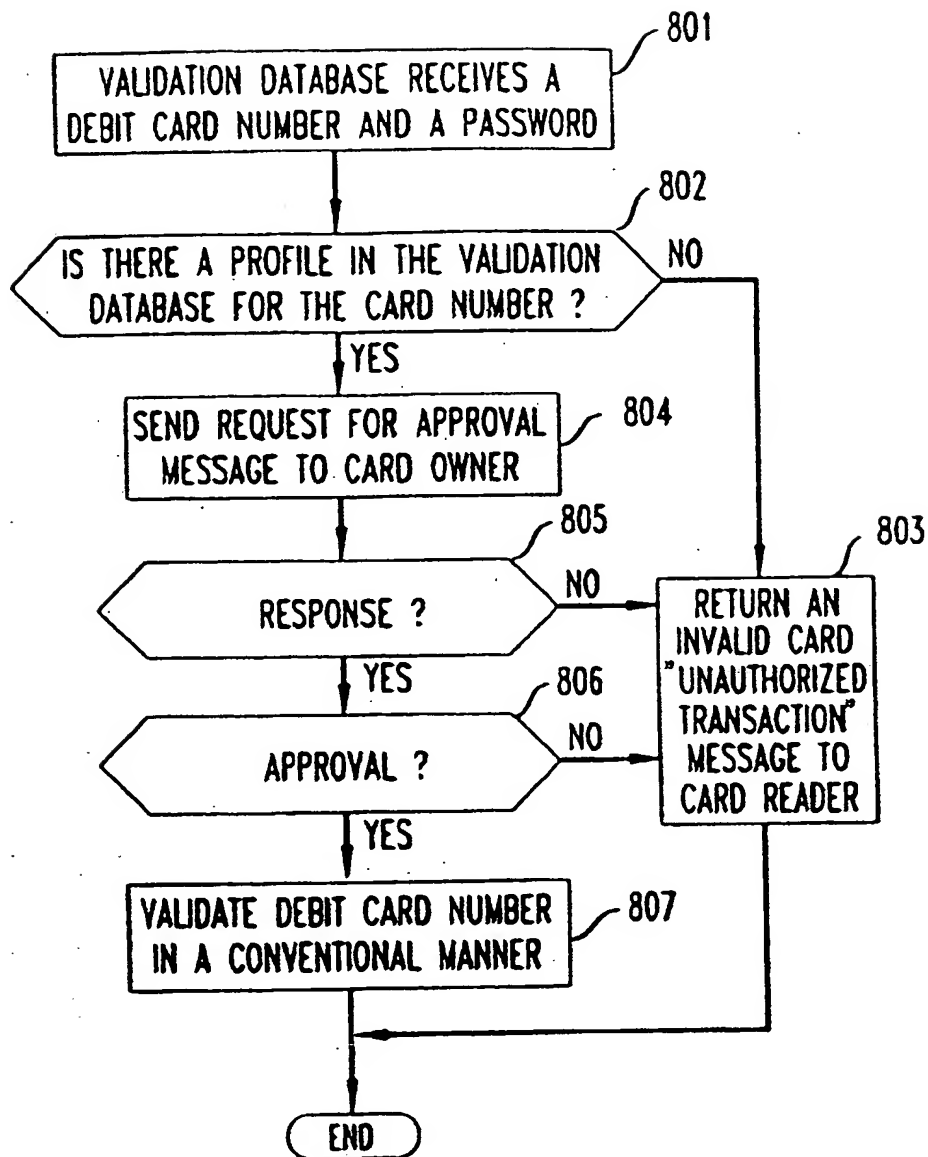 801
VALIDATION DATABASE RECEIVES A
DEBIT CARD NUMBER AND A PASSWORD
802
IS THERE A PROFILE IN THE VALIDATION
DATABASE FOR THE CARD NUMBER ?
NO
YES
SEND REQUEST FOR APPROVAL
MESSAGE TO CARD OWNER
804
805
RESPONSE ?
NO
YES
803
RETURN AN
INVALID CARD
"UNAUTHORIZED
TRANSACTION"
MESSAGE TO
CARD READER
806
APPROVAL ?
NO
YES
VALIDATE DEBIT CARD NUMBER
IN A CONVENTIONAL MANNER
807
END